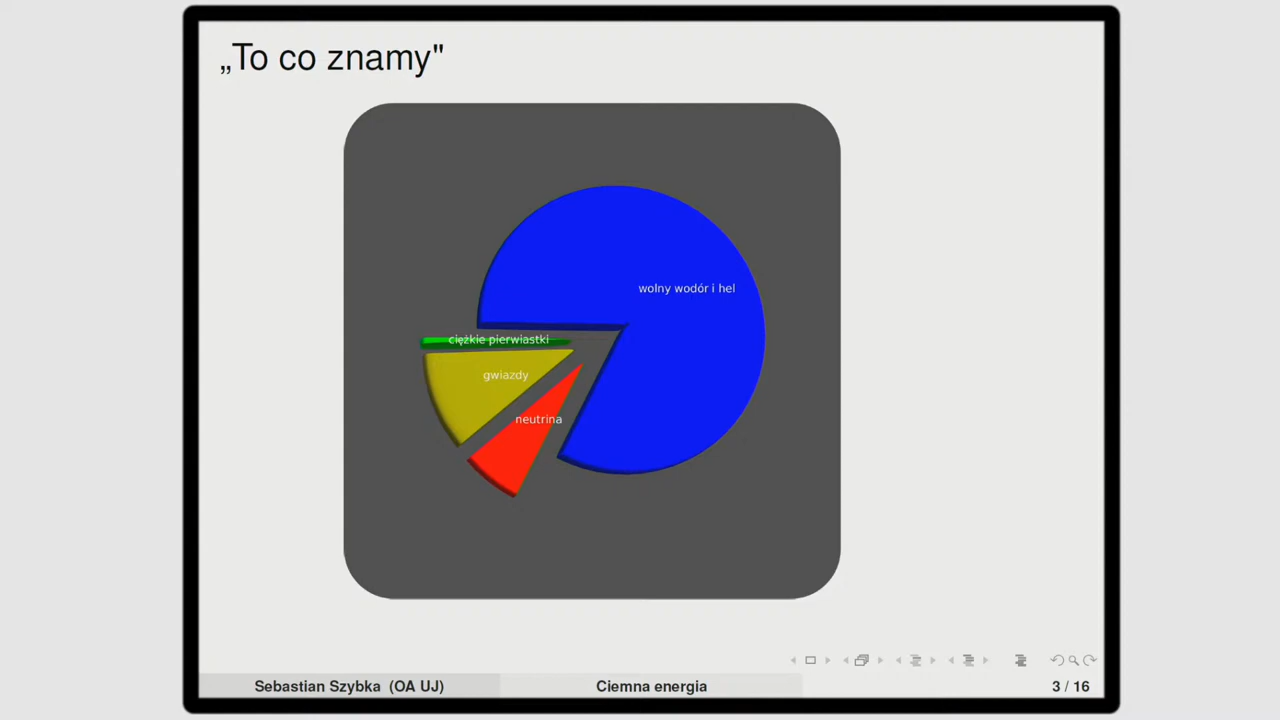 „To co znamy"
wolny wodór i hel
ciężkie pierwiastki
gwiazdy
neutrina
Sebastian Szybka (OA UJ)
Ciemna energia
3 / 16